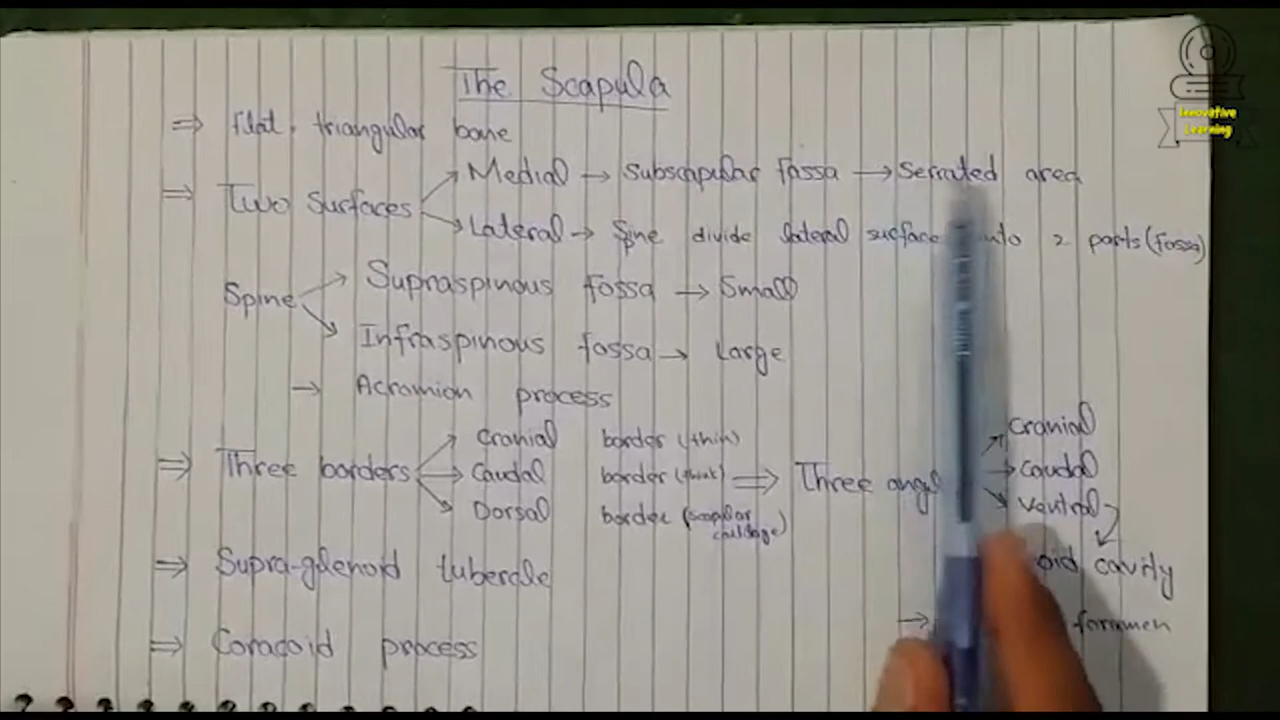 The Scapula
⇒ flat, triangular bone
⇒ Two Surfaces
→ Medial → Subscapular fossa → Serrated area
→ Lateral → Spine divide lateral surface into 2 parts (fossa)
Spine → Supraspinous fossa → Small
→ Infraspinous fossa → Large
→ Acromion process
⇒ Three borders
→ Cranial border (thin)
→ Caudal border
→ Dorsal border (scapular
⇒ Three angl
→ Cranial
→ Caudal
→ Ventral
oid cavity
→ foramen
⇒ Supra-glenoid tubercle
⇒ Coracoid process
Innovative
Learning